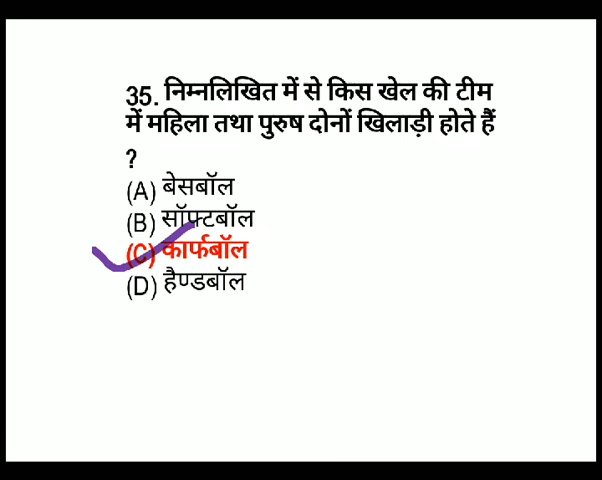 35. निम्नलिखित में से किस खेल की टीम
में महिला तथा पुरुष दोनों खिलाड़ी होते हैं
?
(A) बेसबॉल
(B) सॉफ्टबॉल
(C) कार्फबॉल
(D) हैण्डबॉल